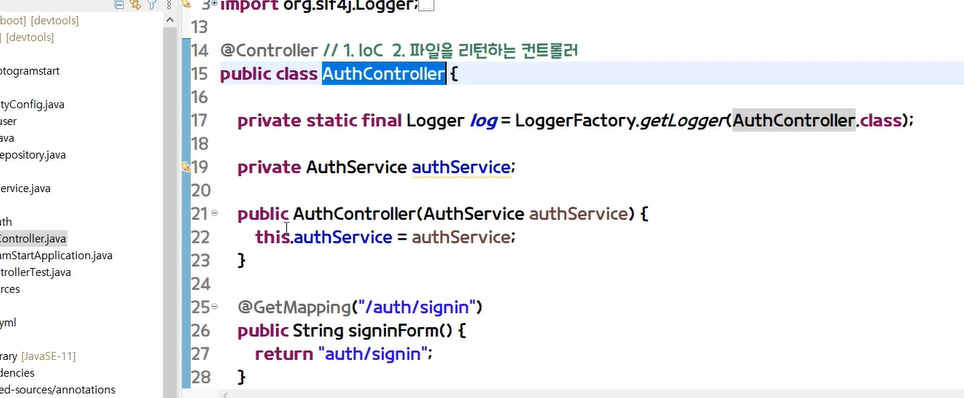 boot] [devtools]
[devtools]
otogramstart
tyConfig.java
user
ava
epository.java
ervice.java
uth
Controller.java
amStartApplication.java
trollerTest.java
rces
yml
rary [JavaSE-11]
dencies
ed-sources/annotations
3 import org.slf4j.Logger;
13
14 @Controller // 1. IoC 2. 파일을 리턴하는 컨트롤러
15 public class AuthController {
16
17 private static final Logger log = LoggerFactory.getLogger(AuthController.class);
18
19 private AuthService authService;
20
21 public AuthController(AuthService authService) {
22 this.authService = authService;
23 }
24
25 @GetMapping("/auth/signin")
26 public String signinForm() {
27 return "auth/signin";
28 }